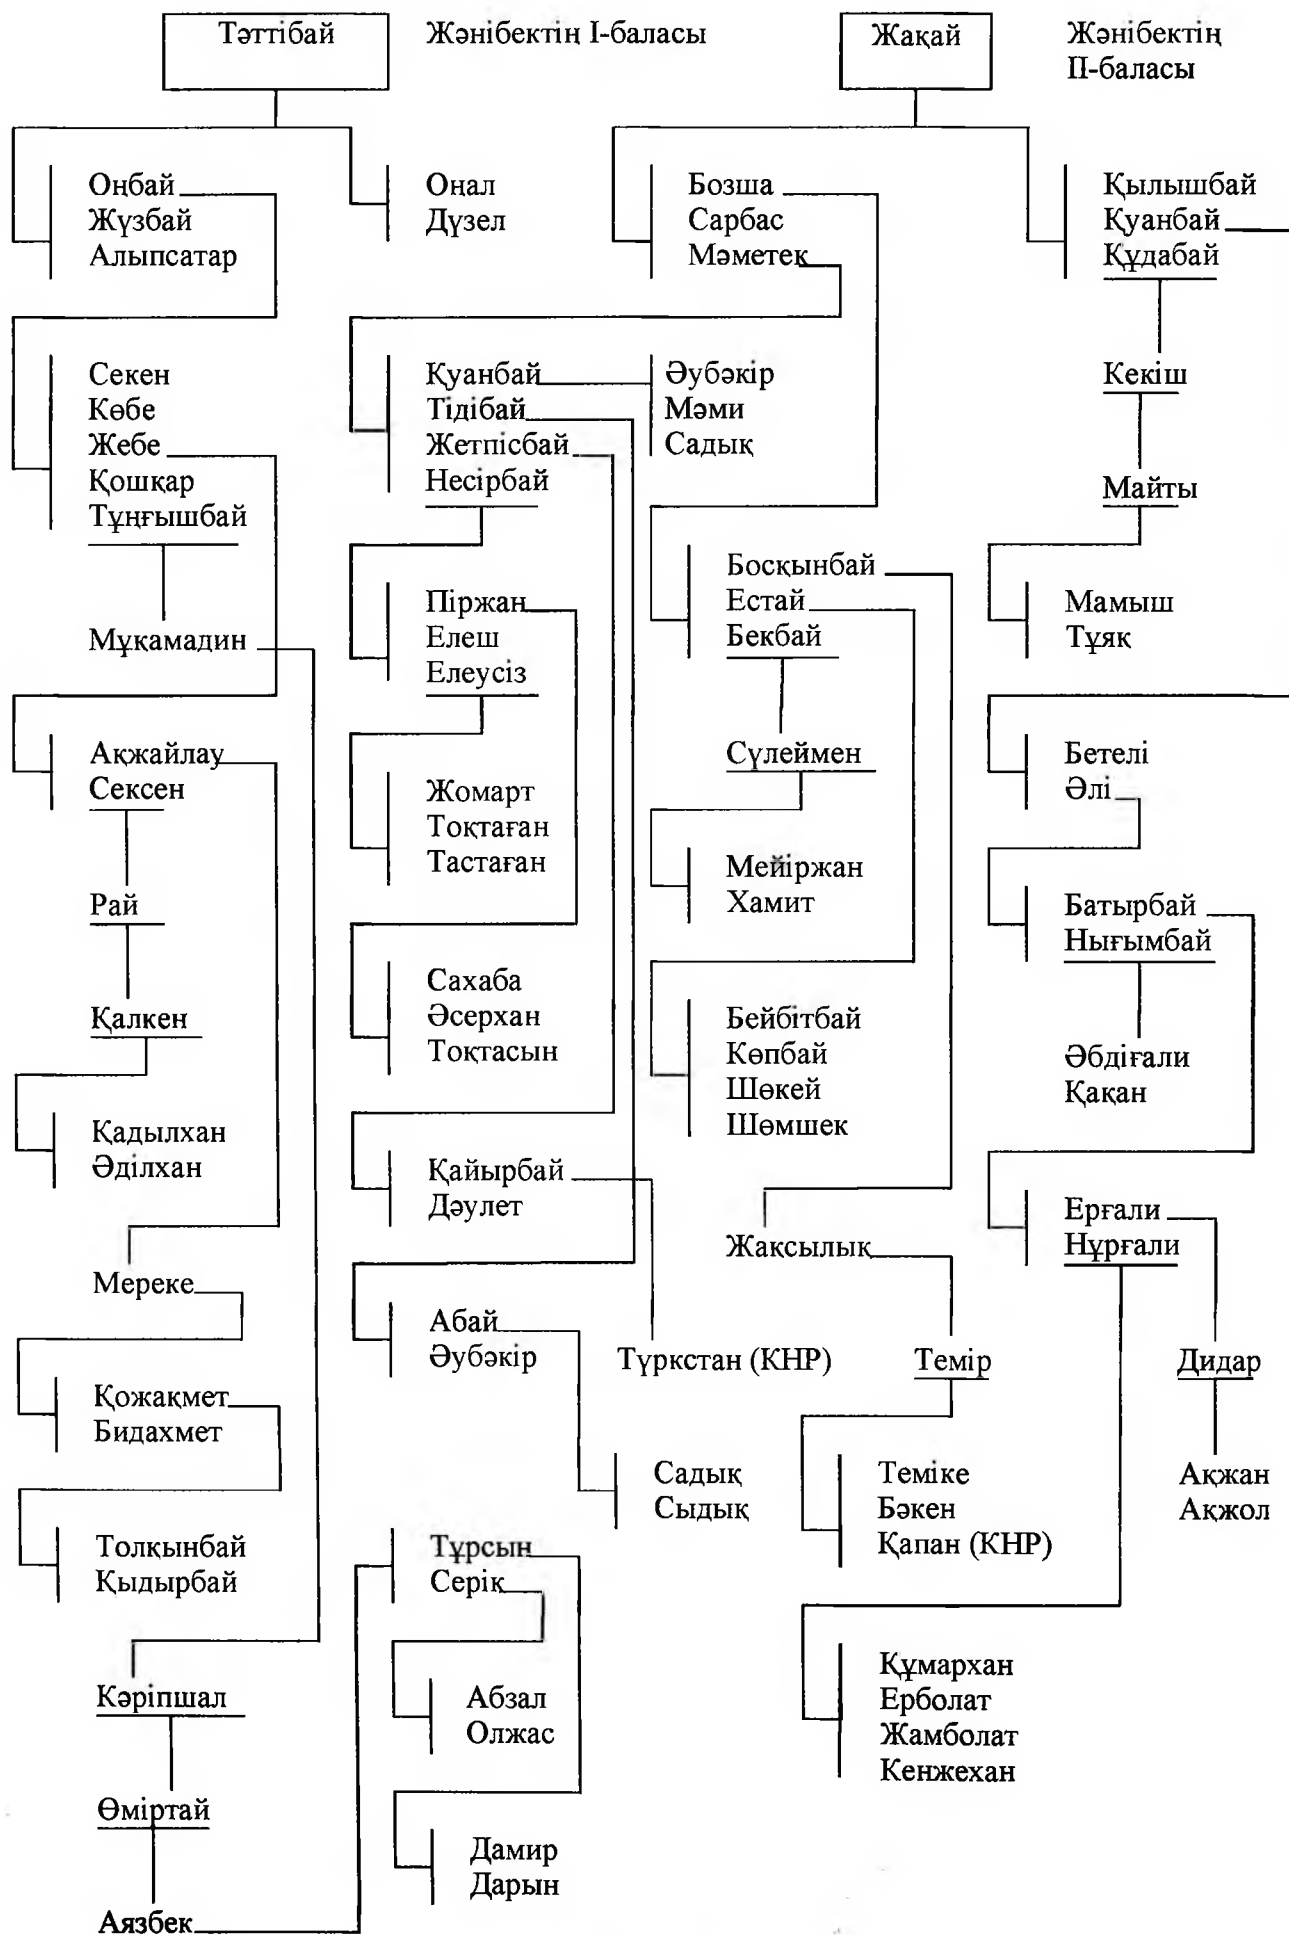 Тәттібай
Жәнібектің I-баласы
Жақай
Жәнібектің
II-баласы
Оңбай
Жүзбай
Алыпсатар
Оңал
Дүзел
Бозша
Сарбас
Мәметек
Қылышбай
Қуанбай
Құдабай
Секен
Көбе
Жебе
Қошқар
Тұңғышбай
Қуанбай
Тідібай
Жетпісбай
Несірбай
Әубәкір
Мәми
Садық
Кекіш
Майты
Босқынбай
Естай
Бекбай
Мамыш
Тұяқ
Мұқамадин
Піржан
Елеш
Елеусіз
Ақжайлау
Сексен
Сүлеймен
Бетелі
Әлі
Жомарт
Тоқтаған
Тастаған
Мейіржан
Хамит
Рай
Батырбай
Нығымбай
Қалкен
Сахаба
Әсерхан
Тоқтасын
Бейбітбай
Көпбай
Шөкей
Шөмшек
Әбдіғали
Қақан
Қадылхан
Әділхан
Қайырбай
Дәулет
Жақсылық
Ерғали
Нұрғали
Мереке
Абай
Әубәкір
Түркстан (КНР)
Темір
Дидар
Қожақмет
Бидахмет
Садық
Сыдық
Теміке
Бәкен
Қапан (КНР)
Ақжан
Ақжол
Толқынбай
Қыдырбай
Тұрсын
Серік
Кәріпшал
Абзал
Олжас
Құмархан
Ерболат
Жамболат
Кенжехан
Өміртай
Дамир
Дарын
Аязбек